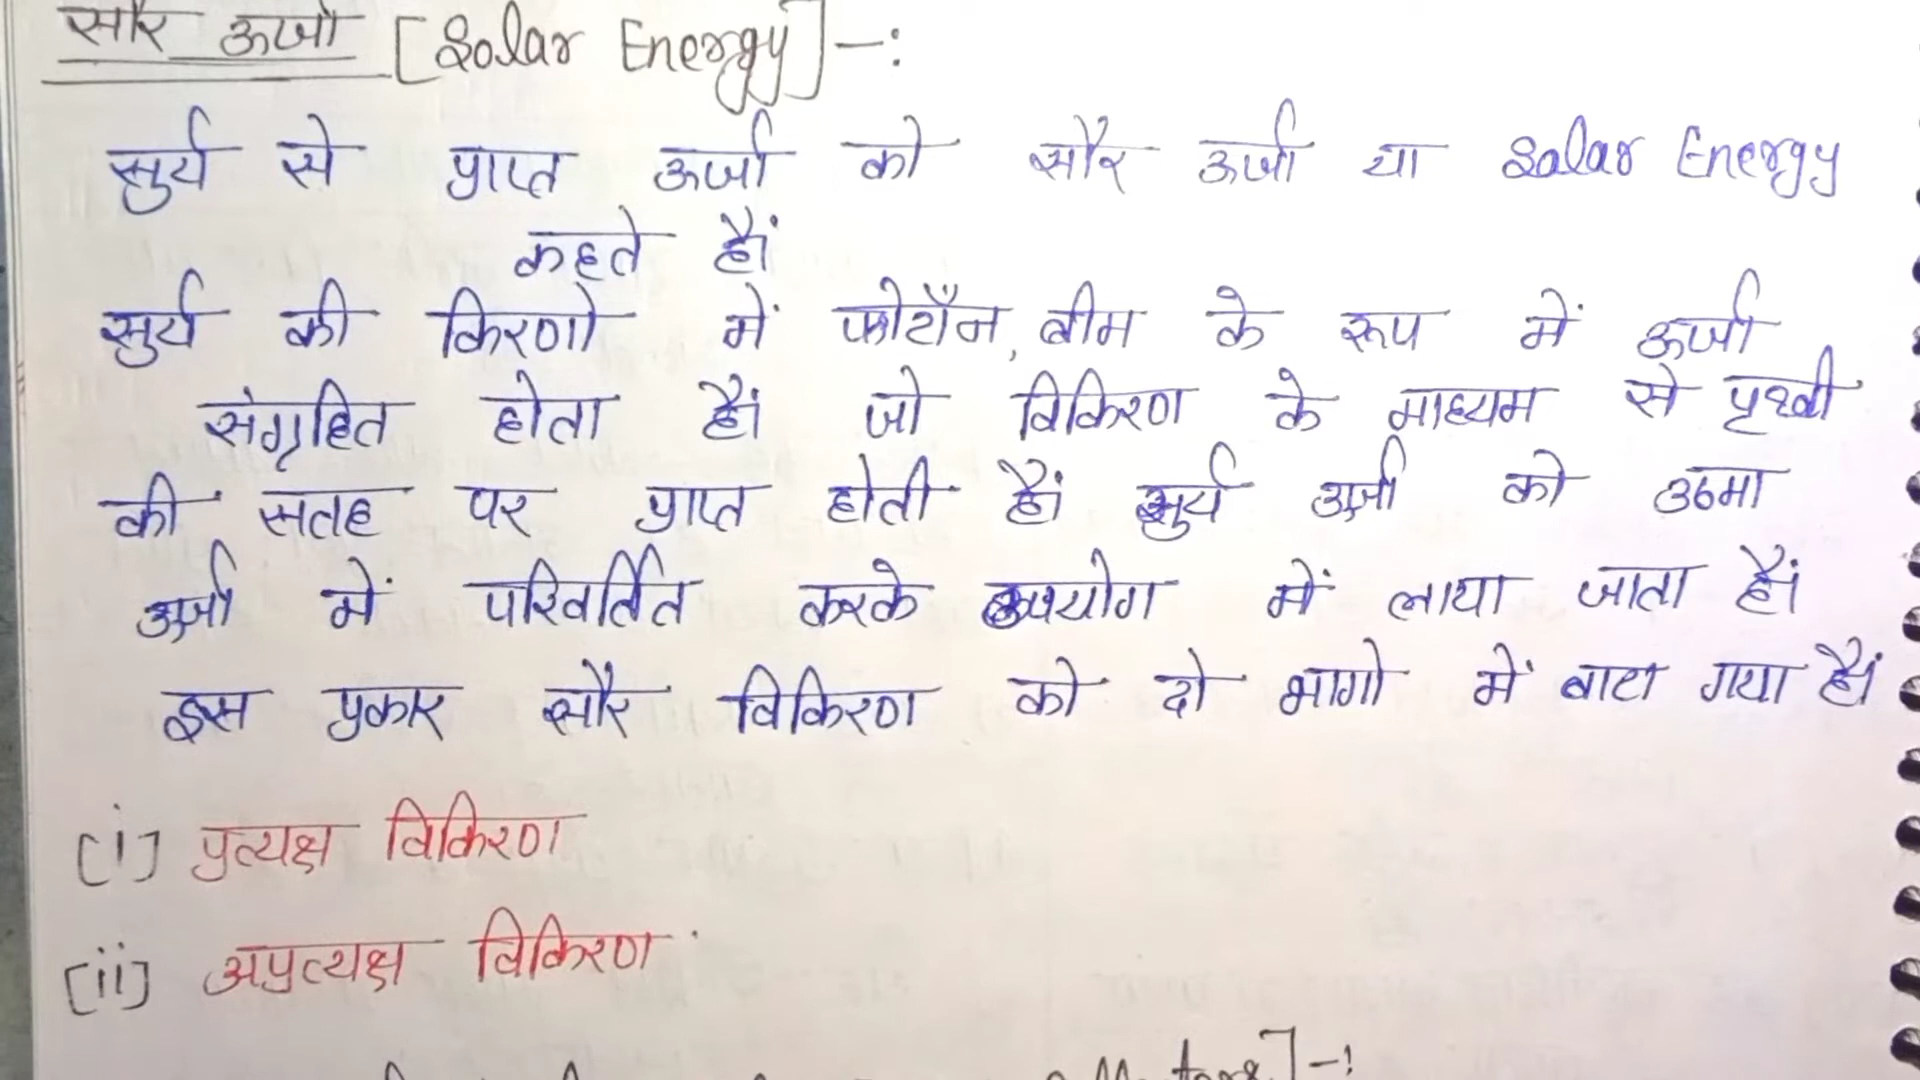 सौर ऊर्जा [Solar Energy] -:
सुर्य से प्राप्त ऊर्जा को सौर ऊर्जा या Solar Energy
कहते हैं।
सुर्य की किरणो में फोटॉन, बीम के रूप में ऊर्जा
संग्रहित होता है। जो विकिरण के माध्यम से पृथ्वी
की सतह पर प्राप्त होती है। सुर्य ऊर्जा को उष्मा
ऊर्जा में परिवर्तित करके उपयोग में लाया जाता है।
इस प्रकार सौर विकिरण को दो भागो में बाटा गया है।
[i] प्रत्यक्ष विकिरण
[ii] अप्रत्यक्ष विकिरण